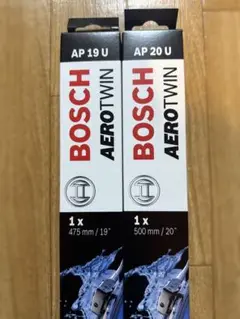 AP 19 U
BOSCH
AEROTWIN
1 x
475 mm / 19"
AP 20 U
BOSCH
AEROTWIN
1 x
500 mm / 20"